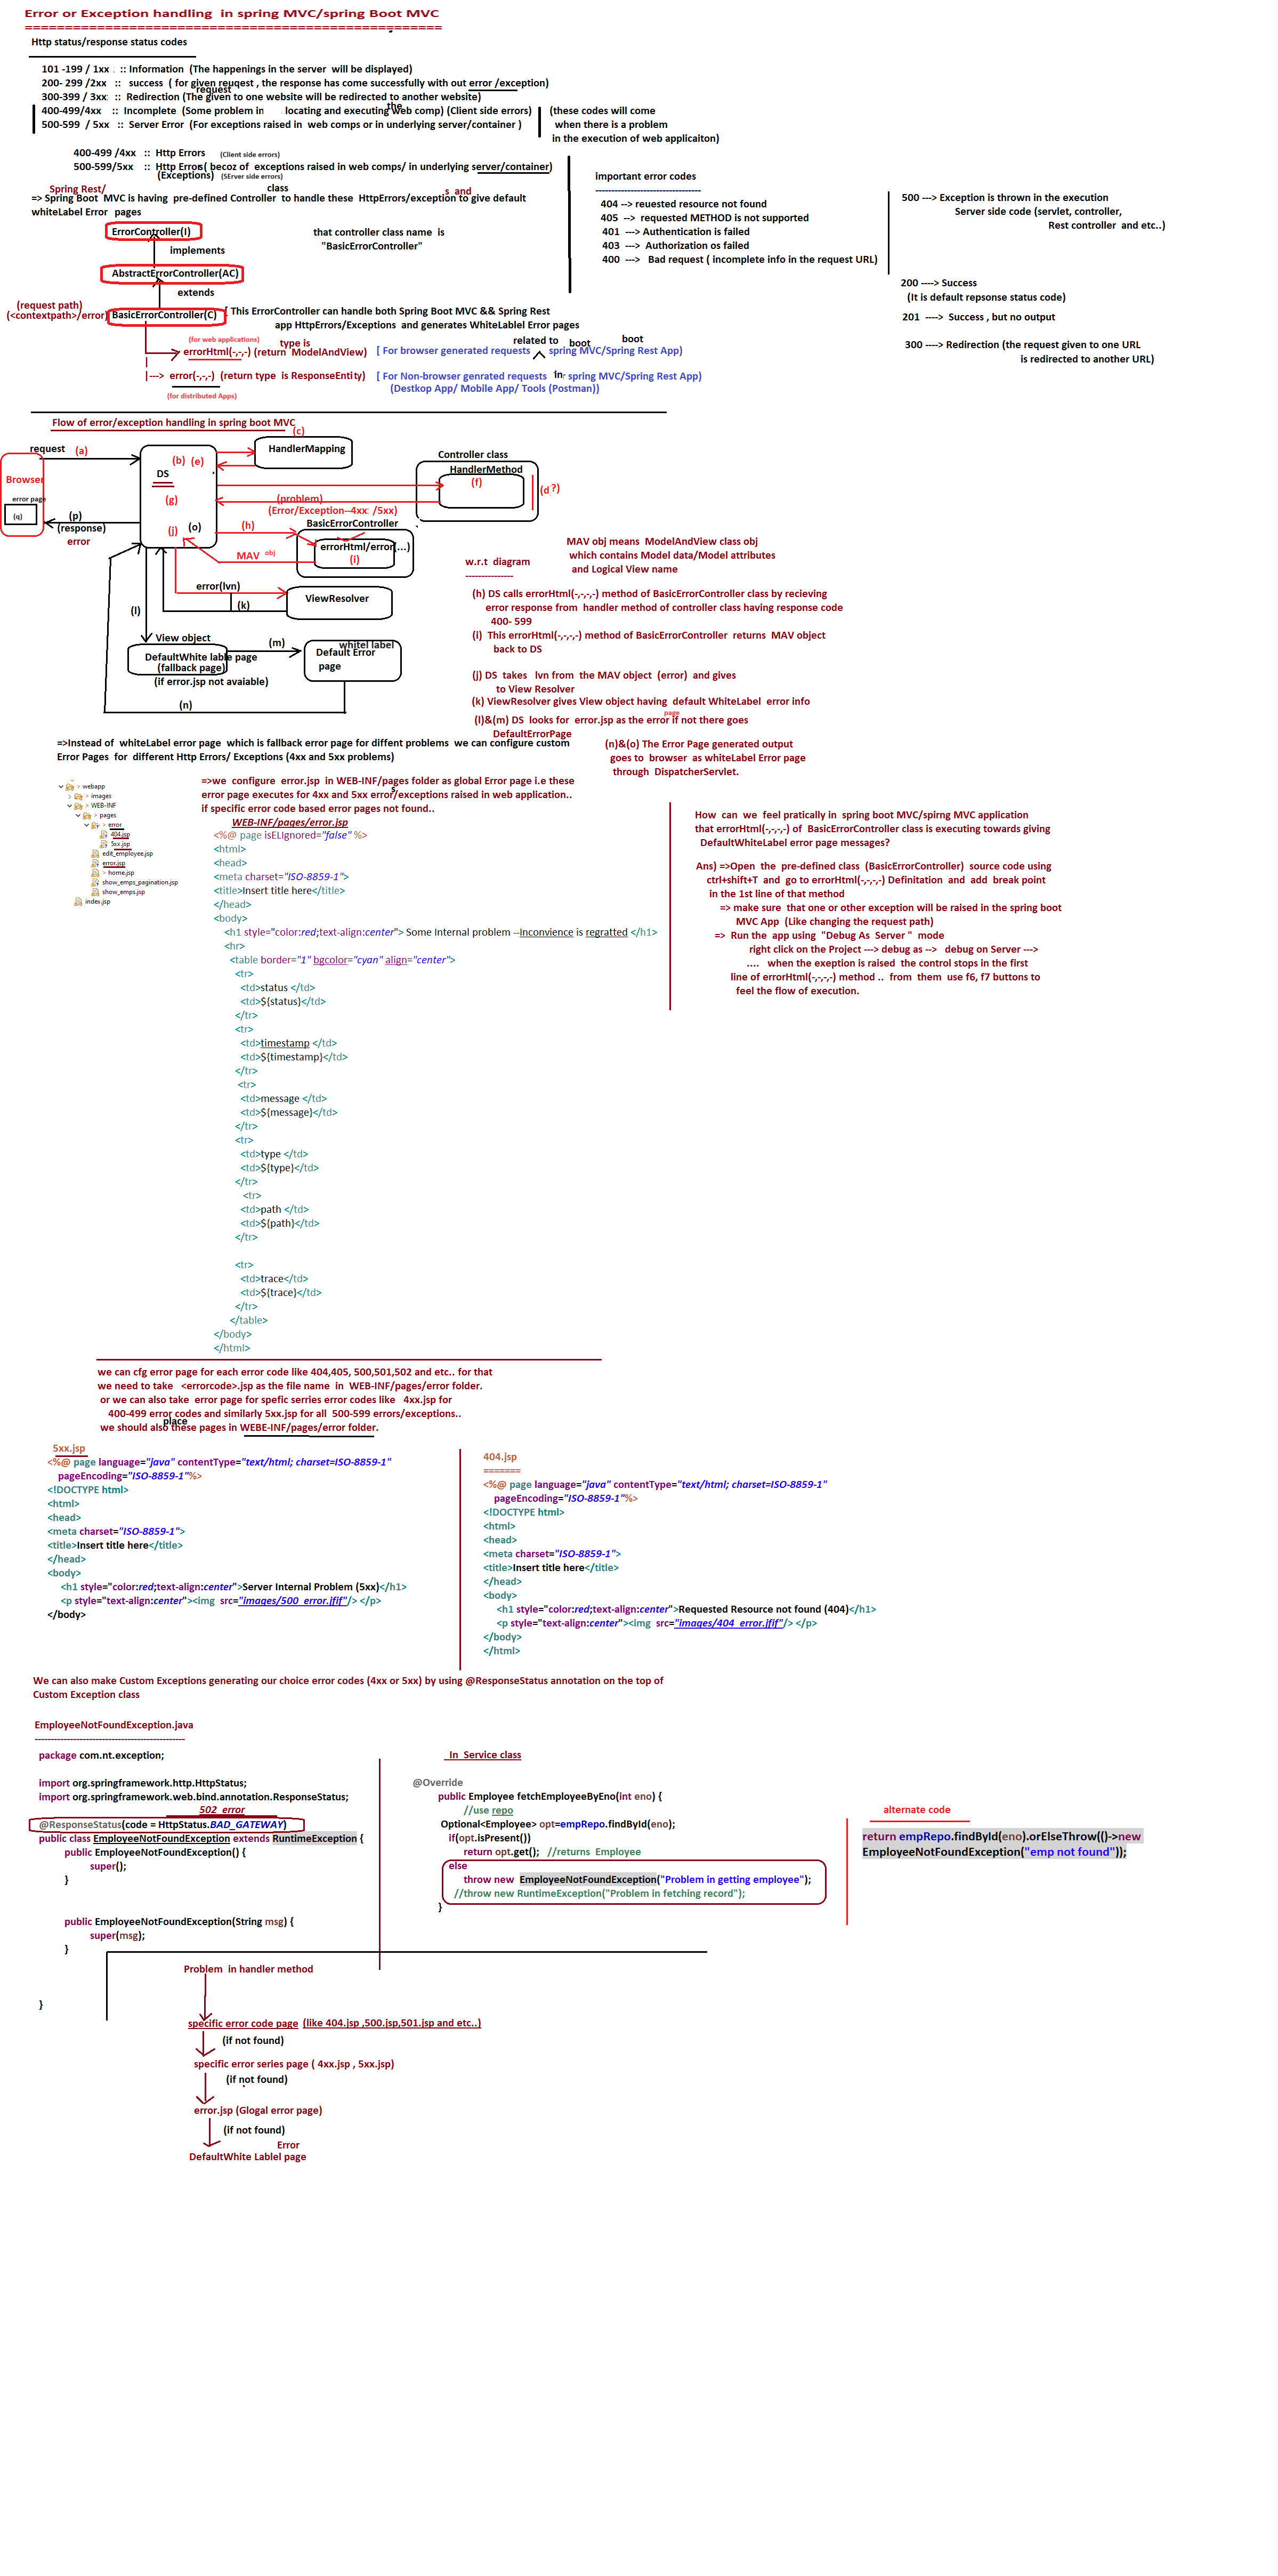 Error or Exception handling  in spring MVC/spring Boot MVC
====================================================
Http status/response status codes
101 -199 / 1xx  :: Information  (The happenings in the server  will be displayed)
200- 299 /2xx   ::   success  ( for given reuqest , the response has come successfully with out error /exception)
request
300-399 / 3xx  ::  Redirection (The given to one website will be redirected to another website)
the
400-499/4xx    ::  Incomplete  (Some problem in       locating and executing web comp) (Client side errors)
500-599  / 5xx   ::  Server Error  (For exceptions raised in  web comps or in underlying server/container )
(these codes will come
when there is a problem
in the execution of web applicaiton)
400-499 /4xx    ::  Http Errors     (Client side errors)
500-599/5xx    ::  Http Errors( becoz of  exceptions raised in web comps/ in underlying server/container)
(Exceptions)  (SErver side errors)
important error codes
---------------------------------
404 --> reuested resource not found
405  -->  requested METHOD is not supported
401  ---> Authentication is failed
403  --->  Authorization os failed
400  --->   Bad request ( incomplete info in the request URL)
500 ---> Exception is thrown in the execution
Server side code (servlet, controller,
Rest controller  and etc..)
200 ----> Success
(It is default repsonse status code)
201  ---->  Success , but no output
300 ----> Redirection (the request given to one URL
is redirected to another URL)
Spring Rest/
class
s  and
=> Spring Boot  MVC is having  pre-defined Controller  to handle these  HttpErrors/exception to give default
whiteLabel Error   pages
ErrorController(I)
implements
that controller class name  is
"BasicErrorController"
AbstractErrorController(AC)
extends
(request path)
(<contextpath>/error)
BasicErrorController(C)
[ This ErrorController can handle both Spring Boot MVC && Spring Rest
app HttpErrors/Exceptions  and generates WhiteLablel Error pages
(for web applications)
type is
related to
boot
boot
errorHtml(-,-,-) (return  ModelAndView)
[ For browser generated requests       spring MVC/Spring Rest App)
|---> error(-,-,-)  (return type  is ResponseEntity)
[ For Non-browser genrated requests   in  spring MVC/Spring Rest App)
(for distributed Apps)
(Destkop App/ Mobile App/ Tools (Postman))
Flow of error/exception handling in spring boot MVC
(c)
request
(a)
(b)  (e)
HandlerMapping
Controller class
HandlerMethod
Browser
DS
(f)
(d ?)
error page
(g)
(problem)
(Error/Exception--4xx  /5xx)
(q)
(p)
(response)
error
(j)
(o)
(h)
BasicErrorController
errorHtml/error(...)
(i)
MAV  obj
error(lvn)
(k)
ViewResolver
(l)
View object
DefaultWhite lable page
(fallback page)
(if error.jsp not avaiable)
(m)
whitel label
Default Error
page
(n)
w.r.t  diagram
---------------
MAV obj means  ModelAndView class obj
which contains Model data/Model attributes
and Logical View name
(h) DS calls errorHtml(-,-,-,-) method of BasicErrorController class by recieving
error response from  handler method of controller class having response code
400- 599
(i)  This errorHtml(-,-,-,-) method of BasicErrorController  returns  MAV object
back to DS
(j) DS  takes   lvn from  the MAV object  (error)  and gives
to View Resolver
(k) ViewResolver gives View object having  default WhiteLabel  error info
page
(l)&(m) DS  looks for  error.jsp as the error if not there goes
DefaultErrorPage
(n)&(o) The Error Page generated output
goes to  browser  as whiteLabel Error page
through  DispatcherServlet.
=>Instead of  whiteLabel error page  which is fallback error page for diffent problems  we can configure custom
Error Pages  for  different Http Errors/ Exceptions (4xx and 5xx problems)
webapp
images
WEB-INF
pages
error
404.jsp
5xx.jsp
edit_employee.jsp
error.jsp
home.jsp
show_emps_pagination.jsp
show_emps.jsp
index.jsp
=>we  configure  error.jsp  in WEB-INF/pages folder as global Error page i.e these
error page executes for 4xx and 5xx error/exceptions raised in web application..
s
if specific error code based error pages not found..
WEB-INF/pages/error.jsp
<%@ page isELIgnored="false" %>
<html>
<head>
<meta charset="ISO-8859-1">
<title>Insert title here</title>
</head>
<body>
<h1 style="color:red;text-align:center"> Some Internal problem --Inconvience is regratted </h1>
<hr>
<table border="1" bgcolor="cyan" align="center">
<tr>
<td>status </td>
<td>${status}</td>
</tr>
<tr>
<td>timestamp </td>
<td>${timestamp}</td>
</tr>
<tr>
<td>message </td>
<td>${message}</td>
</tr>
<tr>
<td>type </td>
<td>${type}</td>
</tr>
<tr>
<td>path </td>
<td>${path}</td>
</tr>
<tr>
<td>trace</td>
<td>${trace}</td>
</tr>
</table>
</body>
</html>
How  can  we  feel pratically in  spring boot MVC/spirng MVC application
that errorHtml(-,-,-,-) of  BasicErrorController class is executing towards giving
DefaultWhiteLabel error page messages?
Ans) =>Open  the  pre-defined class  (BasicErrorController)  source code using
ctrl+shift+T  and  go to errorHtml(-,-,-,-) Definitation  and  add  break point
in the 1st line of that method
=> make sure  that one or other exception will be raised in the spring boot
MVC App  (Like changing the request path)
=>  Run the  app using  "Debug As  Server "  mode
right click on the Project ---> debug as -->   debug on Server --->
....   when the exeption is raised  the control stops in the first
line of errorHtml(-,-,-,-) method ..  from  them  use f6, f7 buttons to
feel the flow of execution.
we can cfg error page for each error code like 404,405, 500,501,502 and etc.. for that
we need to take   <errorcode>.jsp as the file name  in  WEB-INF/pages/error folder.
or we can also take  error page for spefic serries error codes like   4xx.jsp for
400-499 error codes and similarly 5xx.jsp for all  500-599 errors/exceptions..
place
we should also these pages in WEBE-INF/pages/error folder.
5xx.jsp
<%@ page language="java" contentType="text/html; charset=ISO-8859-1"
pageEncoding="ISO-8859-1"%>
<!DOCTYPE html>
<html>
<head>
<meta charset="ISO-8859-1">
<title>Insert title here</title>
</head>
<body>
<h1 style="color:red;text-align:center">Server Internal Problem (5xx)</h1>
<p style="text-align:center"><img  src="images/500_error.jfif"/> </p>
</body>
404.jsp
=======
<%@ page language="java" contentType="text/html; charset=ISO-8859-1"
pageEncoding="ISO-8859-1"%>
<!DOCTYPE html>
<html>
<head>
<meta charset="ISO-8859-1">
<title>Insert title here</title>
</head>
<body>
<h1 style="color:red;text-align:center">Requested Resource not found (404)</h1>
<p style="text-align:center"><img  src="images/404_error.jfif"/> </p>
</body>
</html>
We can also make Custom Exceptions generating our choice error codes (4xx or 5xx) by using @ResponseStatus annotation on the top of
Custom Exception class
EmployeeNotFoundException.java
-----------------------------------------------
package com.nt.exception;
import org.springframework.http.HttpStatus;
import org.springframework.web.bind.annotation.ResponseStatus;
502  error
@ResponseStatus(code = HttpStatus.BAD_GATEWAY)
public class EmployeeNotFoundException extends RuntimeException {
public EmployeeNotFoundException() {
super();
}
public EmployeeNotFoundException(String msg) {
super(msg);
}
}
In  Service class
@Override
public Employee fetchEmployeeByEno(int eno) {
//use repo
Optional<Employee> opt=empRepo.findById(eno);
if(opt.isPresent())
return opt.get();   //returns  Employee
else
throw new  EmployeeNotFoundException("Problem in getting employee");
//throw new RuntimeException("Problem in fetching record");
}
alternate code
return empRepo.findById(eno).orElseThrow(()->new
EmployeeNotFoundException("emp not found"));
Problem  in handler method
specific error code page  (like 404.jsp ,500.jsp,501.jsp and etc..)
(if not found)
specific error series page ( 4xx.jsp , 5xx.jsp)
(if not found)
error.jsp (Glogal error page)
(if not found)
Error
DefaultWhite Lablel page